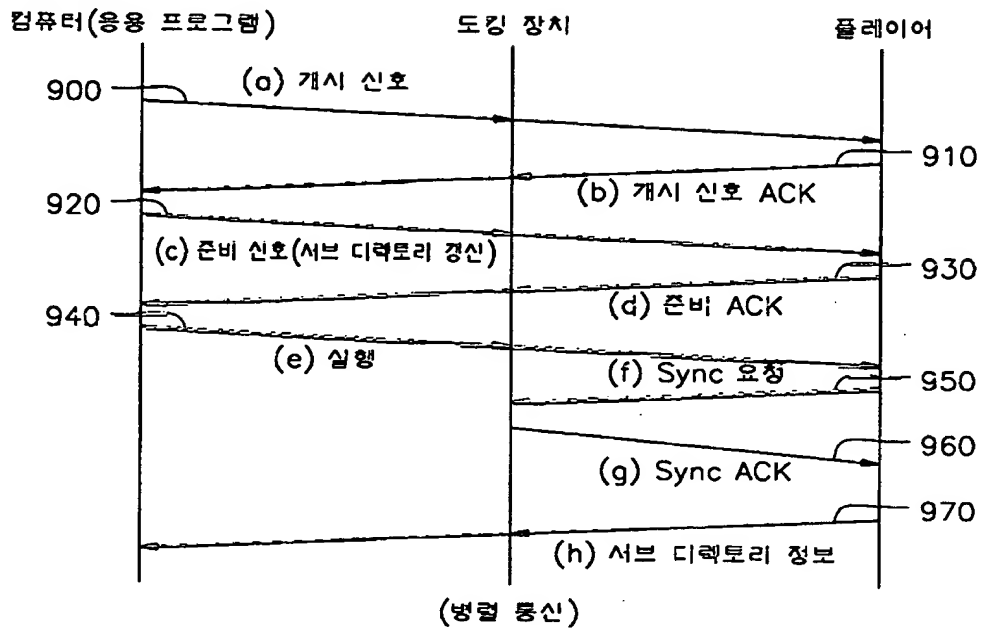 컴퓨터(응용 프로그램)
도킹 장치
플레이어
(a) 개시 신호
900
910
(b) 개시 신호 ACK
920
(c) 준비 신호(서브 디렉토리 갱신)
930
(d) 준비 ACK
940
(e) 실행
(f) Sync 요청
950
960
(g) Sync ACK
970
(h) 서브 디렉토리 정보
(병렬 통신)